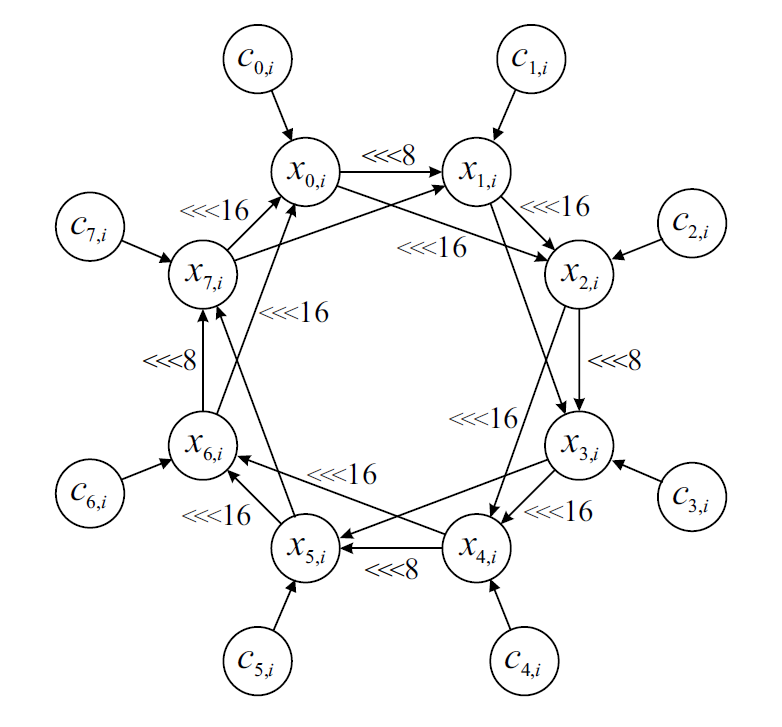 c0,i
c1,i
<<<8
x0,i
x1,i
<<<16
<<<16
c7,i
c2,i
<<<16
x7,i
x2,i
<<<16
<<<8
<<<8
<<<16
x6,i
x3,i
<<<16
c6,i
c3,i
<<<16
<<<16
x5,i
x4,i
<<<8
c5,i
c4,i